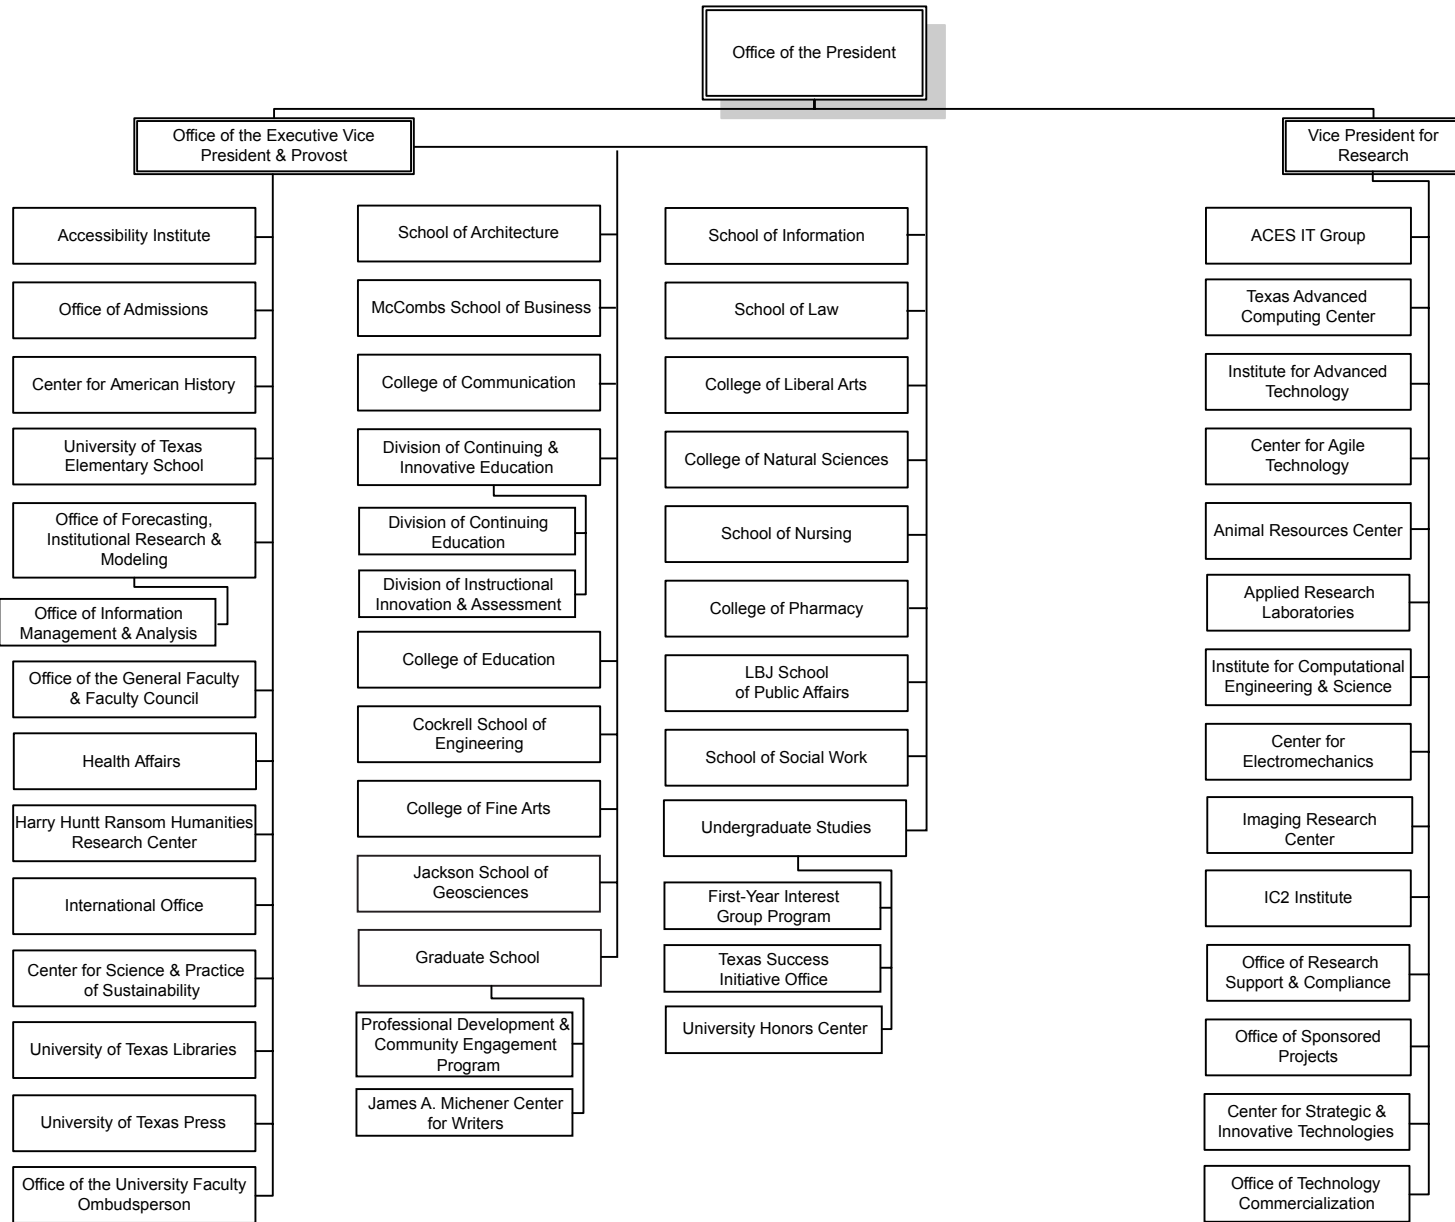 Office of the President
Office of the Executive Vice
President & Provost
Vice President for
Research
Accessibility Institute
Office of Admissions
Center for American History
University of Texas
Elementary School
Office of Forecasting,
Institutional Research &
Modeling
Office of Information
Management & Analysis
Office of the General Faculty
& Faculty Council
Health Affairs
Harry Huntt Ransom Humanities
Research Center
International Office
Center for Science & Practice
of Sustainability
University of Texas Libraries
University of Texas Press
Office of the University Faculty
Ombudsperson
School of Architecture
McCombs School of Business
College of Communication
Division of Continuing &
Innovative Education
Division of Continuing
Education
Division of Instructional
Innovation & Assessment
College of Education
Cockrell School of
Engineering
College of Fine Arts
Jackson School of
Geosciences
Graduate School
Professional Development &
Community Engagement
Program
James A. Michener Center
for Writers
School of Information
School of Law
College of Liberal Arts
College of Natural Sciences
School of Nursing
College of Pharmacy
LBJ School
of Public Affairs
School of Social Work
Undergraduate Studies
First-Year Interest
Group Program
Texas Success
Initiative Office
University Honors Center
ACES IT Group
Texas Advanced
Computing Center
Institute for Advanced
Technology
Center for Agile
Technology
Animal Resources Center
Applied Research
Laboratories
Institute for Computational
Engineering & Science
Center for
Electromechanics
Imaging Research
Center
IC2 Institute
Office of Research
Support & Compliance
Office of Sponsored
Projects
Center for Strategic &
Innovative Technologies
Office of Technology
Commercialization